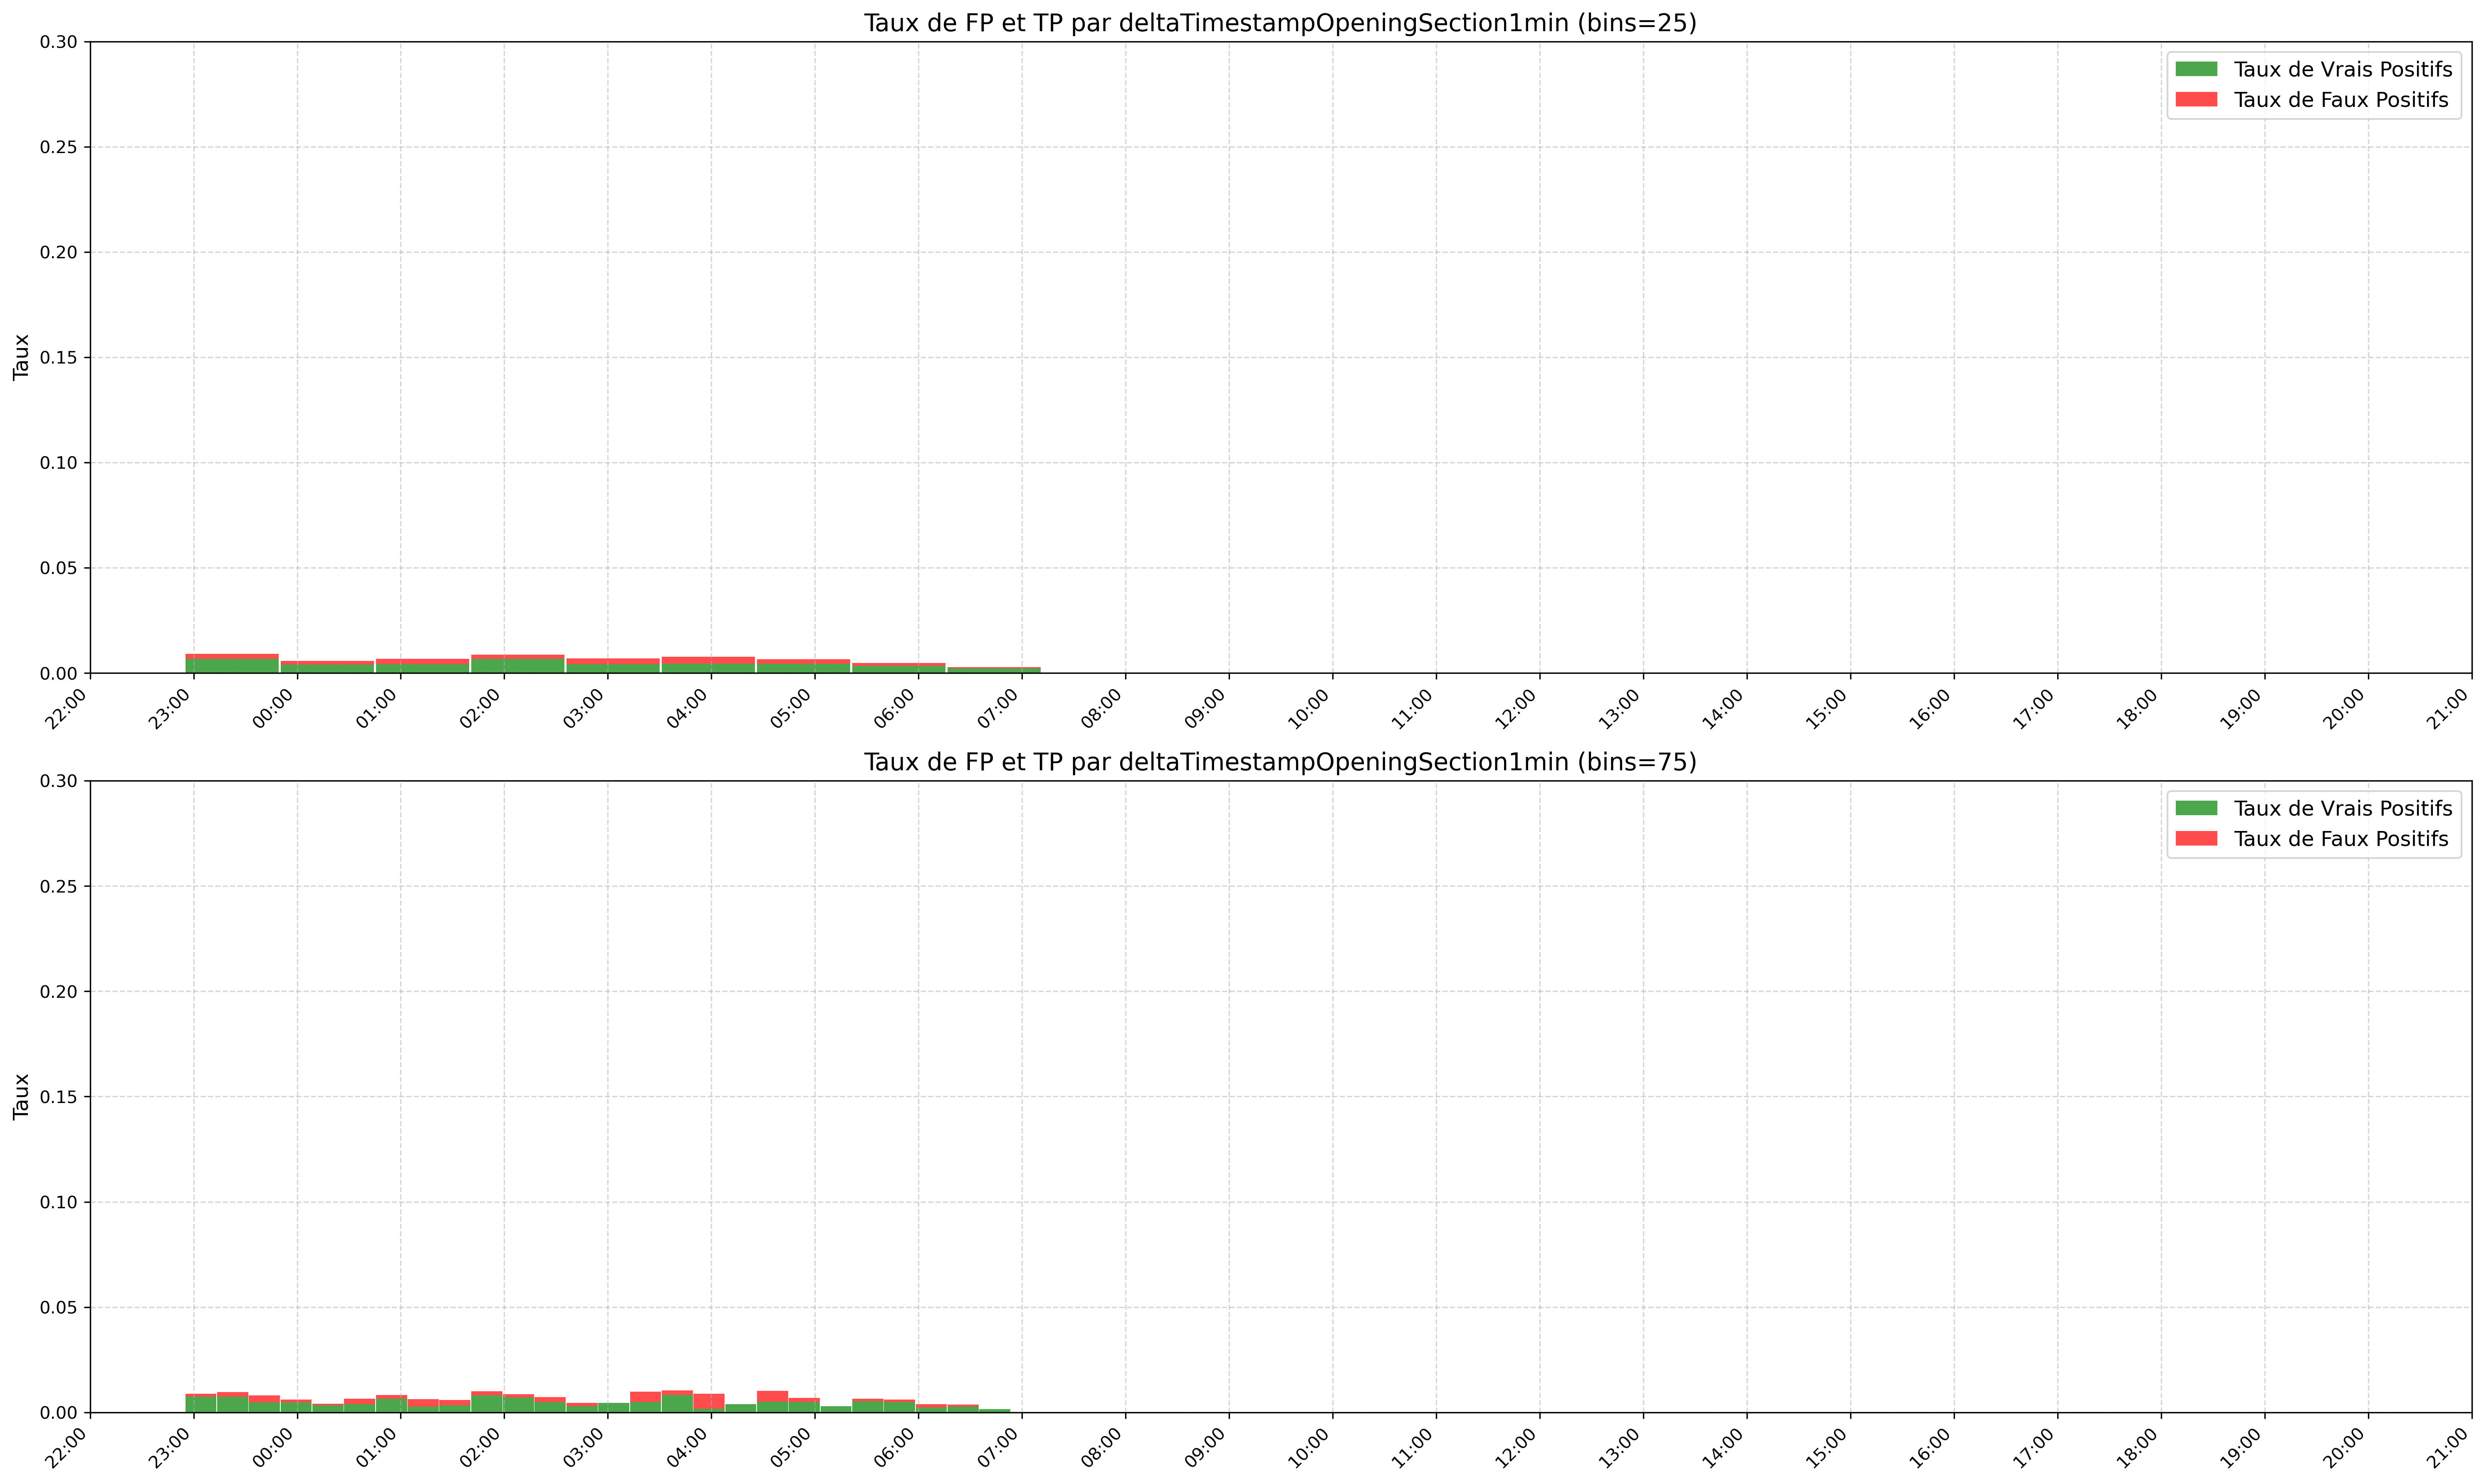 Taux de FP et TP par deltaTimestampOpeningSection1min (bins=25)
Taux
0.30
0.25
0.20
0.15
0.10
0.05
0.00
Taux de Vrais Positifs
Taux de Faux Positifs
22:00 23:00 00:00 01:00 02:00 03:00 04:00 05:00 06:00 07:00 08:00 09:00 10:00 11:00 12:00 13:00 14:00 15:00 16:00 17:00 18:00 19:00 20:00 21:00
Taux de FP et TP par deltaTimestampOpeningSection1min (bins=75)
Taux
0.30
0.25
0.20
0.15
0.10
0.05
0.00
Taux de Vrais Positifs
Taux de Faux Positifs
22:00 23:00 00:00 01:00 02:00 03:00 04:00 05:00 06:00 07:00 08:00 09:00 10:00 11:00 12:00 13:00 14:00 15:00 16:00 17:00 18:00 19:00 20:00 21:00